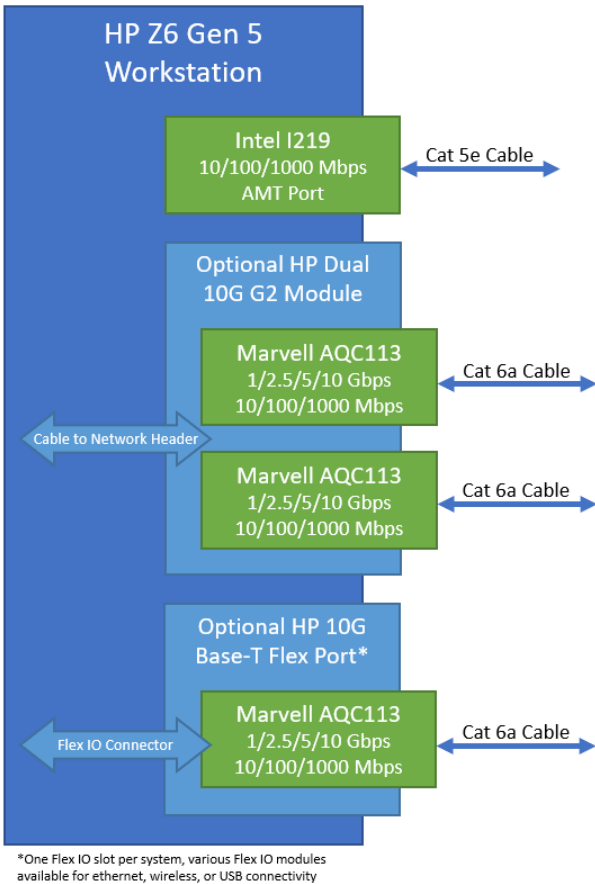 HP Z6 Gen 5
Workstation
Intel I219
10/100/1000 Mbps
AMT Port
Cat 5e Cable
Optional HP Dual
10G G2 Module
Marvell AQC113
1/2.5/5/10 Gbps
10/100/1000 Mbps
Cat 6a Cable
Cable to Network Header
Marvell AQC113
1/2.5/5/10 Gbps
10/100/1000 Mbps
Cat 6a Cable
Optional HP 10G
Base-T Flex Port*
Marvell AQC113
1/2.5/5/10 Gbps
10/100/1000 Mbps
Cat 6a Cable
Flex IO Connector
*One Flex IO slot per system, various Flex IO modules
available for ethernet, wireless, or USB connectivity